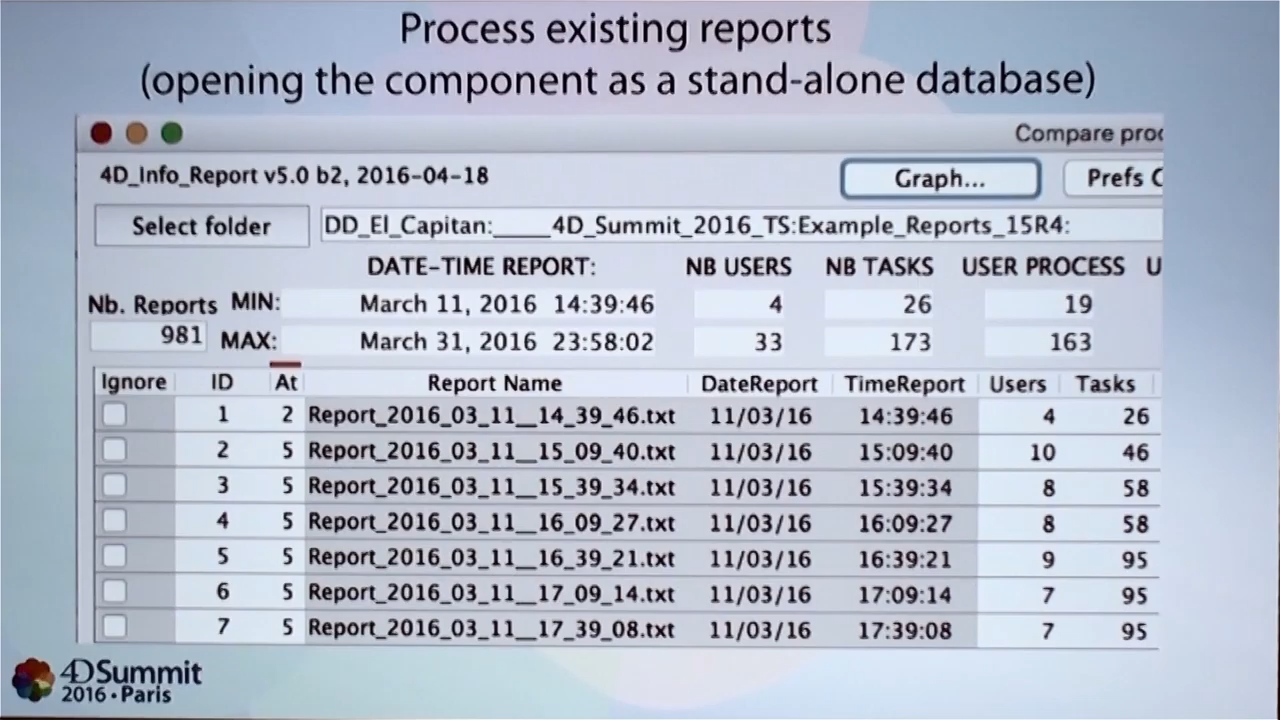 Process existing reports
(opening the component as a stand-alone database)
Compare proc
4D_Info_Report v5.0 b2, 2016-04-18
Graph...
Prefs C
Select folder
DD_El_Capitan:____4D_Summit_2016_TS:Example_Reports_15R4:
DATE-TIME REPORT: NB USERS NB TASKS USER PROCESS U
Nb. Reports MIN: March 11, 2016 14:39:46 4 26 19
981 MAX: March 31, 2016 23:58:02 33 173 163
Ignore ID At Report Name DateReport TimeReport Users Tasks
1 2 Report_2016_03_11__14_39_46.txt 11/03/16 14:39:46 4 26
2 5 Report_2016_03_11__15_09_40.txt 11/03/16 15:09:40 10 46
3 5 Report_2016_03_11__15_39_34.txt 11/03/16 15:39:34 8 58
4 5 Report_2016_03_11__16_09_27.txt 11/03/16 16:09:27 8 58
5 5 Report_2016_03_11__16_39_21.txt 11/03/16 16:39:21 9 95
6 5 Report_2016_03_11__17_09_14.txt 11/03/16 17:09:14 7 95
7 5 Report_2016_03_11__17_39_08.txt 11/03/16 17:39:08 7 95
4D Summit
2016 • Paris